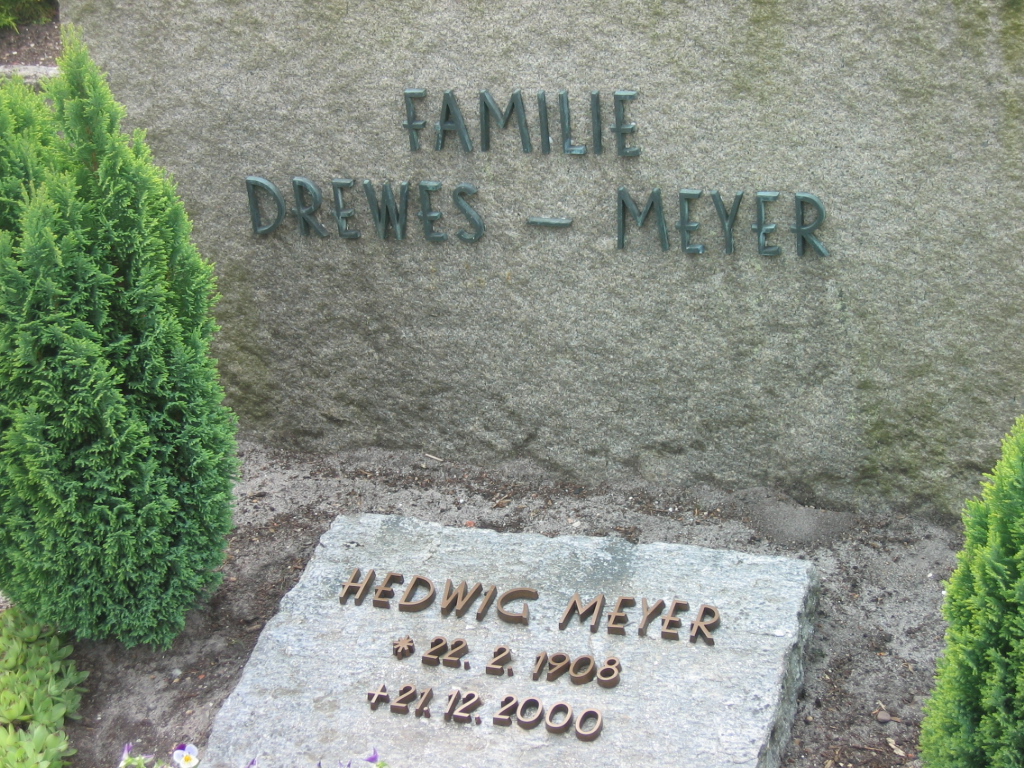 FAMILIE
DREWES – MEYER
HEDWIG MEYER
* 22. 2. 1908
+ 21. 12. 2000